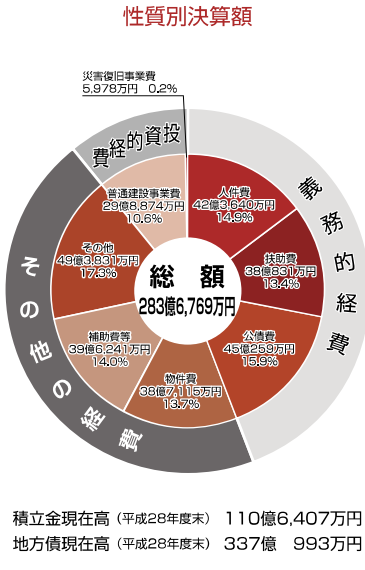 性質別決算額
災害復旧事業費
5,978万円 0.2%
投資的経費
義務的経費
その他の経費
普通建設事業費
29億8,874万円
10.6%
人件費
42億3,640万円
14.9%
扶助費
38億831万円
13.4%
公債費
45億259万円
15.9%
物件費
38億7,115万円
13.7%
補助費等
39億6,241万円
14.0%
その他
49億3,831万円
17.3%
総 額
283億6,769万円
積立金現在高（平成28年度末） 110億6,407万円
地方債現在高（平成28年度末） 337億 993万円